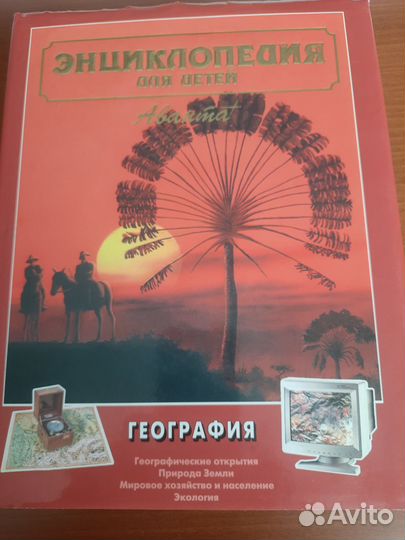 ЭНЦИКЛОПЕДИЯ
ДЛЯ ДЕТЕЙ
Аванта+
ГЕОГРАФИЯ
Географические открытия
Природа Земли
Мировое хозяйство и население
Экология
Avito